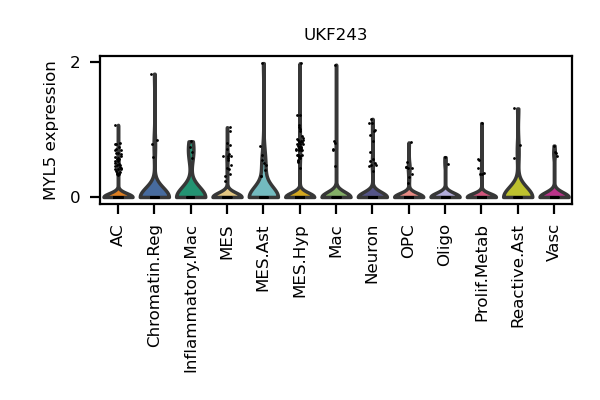 UKF243
MYL5 expression
2
0
AC
Chromatin.Reg
Inflammatory.Mac
MES
MES.Ast
MES.Hyp
Mac
Neuron
OPC
Oligo
Prolif.Metab
Reactive.Ast
Vasc